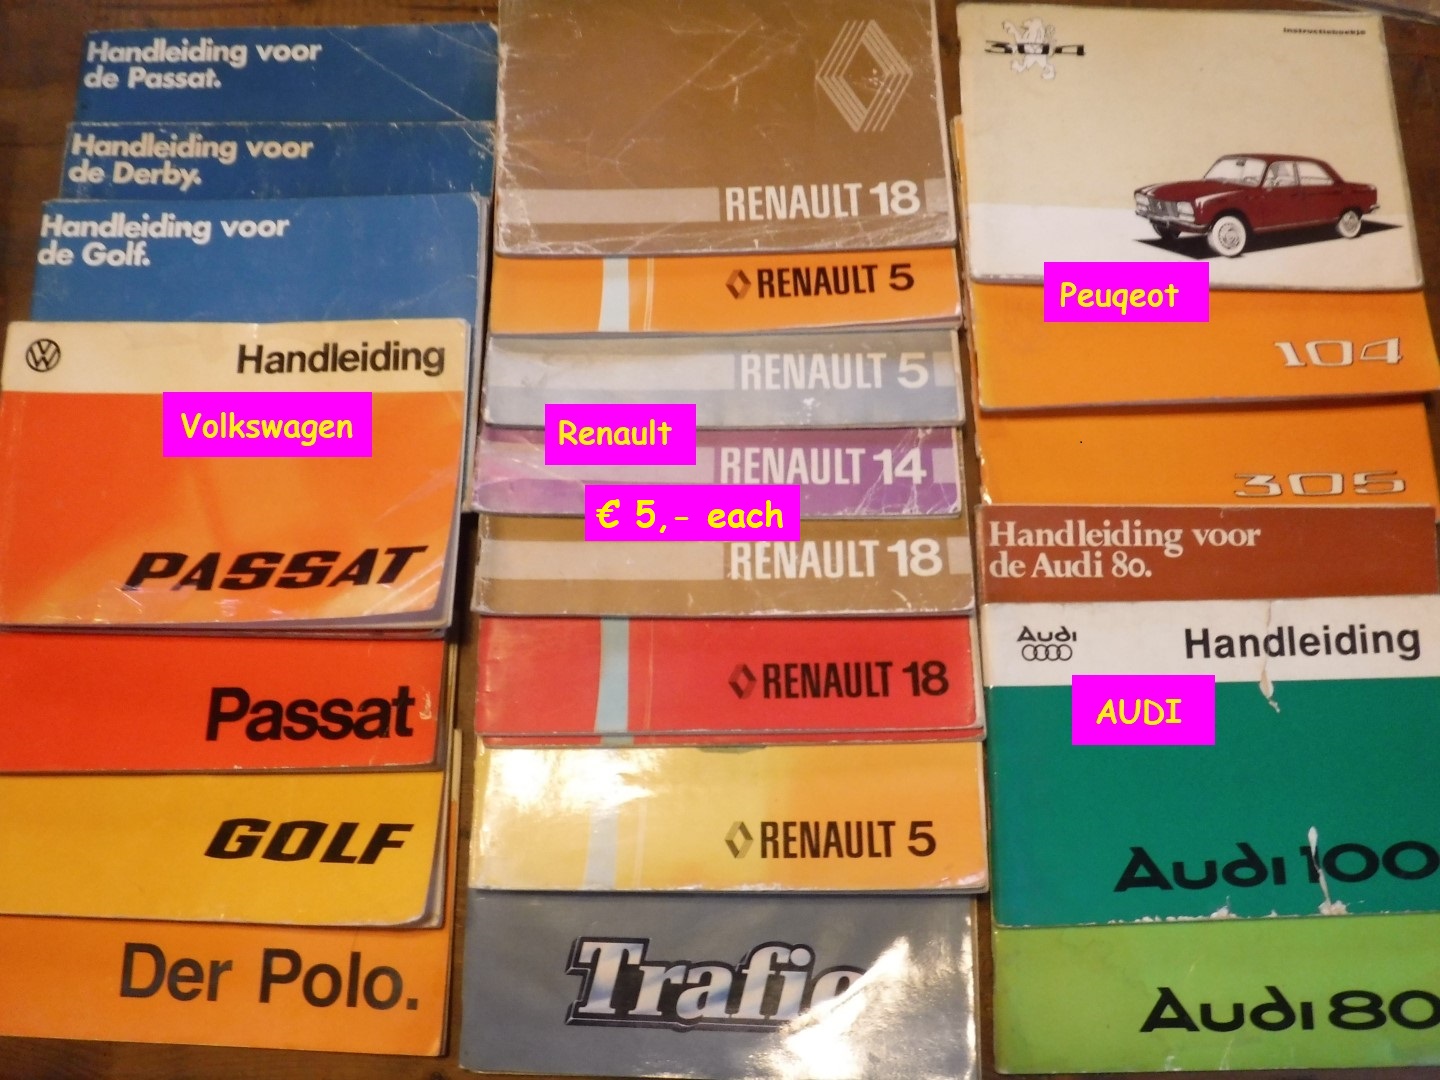 Handleiding voor
de Passat.
Handleiding voor
de Derby.
Handleiding voor
de Golf.
VW
Handleiding
Volkswagen
PASSAT
Passat
GOLF
Der Polo.
RENAULT 18
RENAULT 5
RENAULT 5
Renault
RENAULT 14
€ 5,- each
RENAULT 18
RENAULT 18
RENAULT 5
Trafic
304
instructieboekje
Peugeot
104
305
Handleiding voor
de Audi 80.
Audi
Handleiding
AUDI
Audi 100
Audi 80